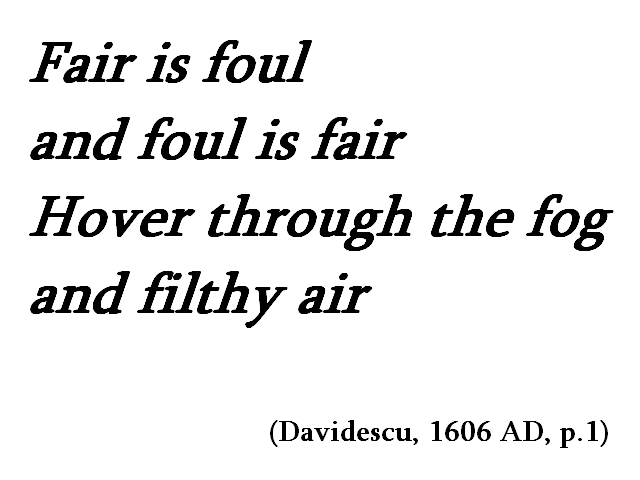 Fair is foul
and foul is fair
Hover through the fog
and filthy air
(Davidescu, 1606 AD, p.1)